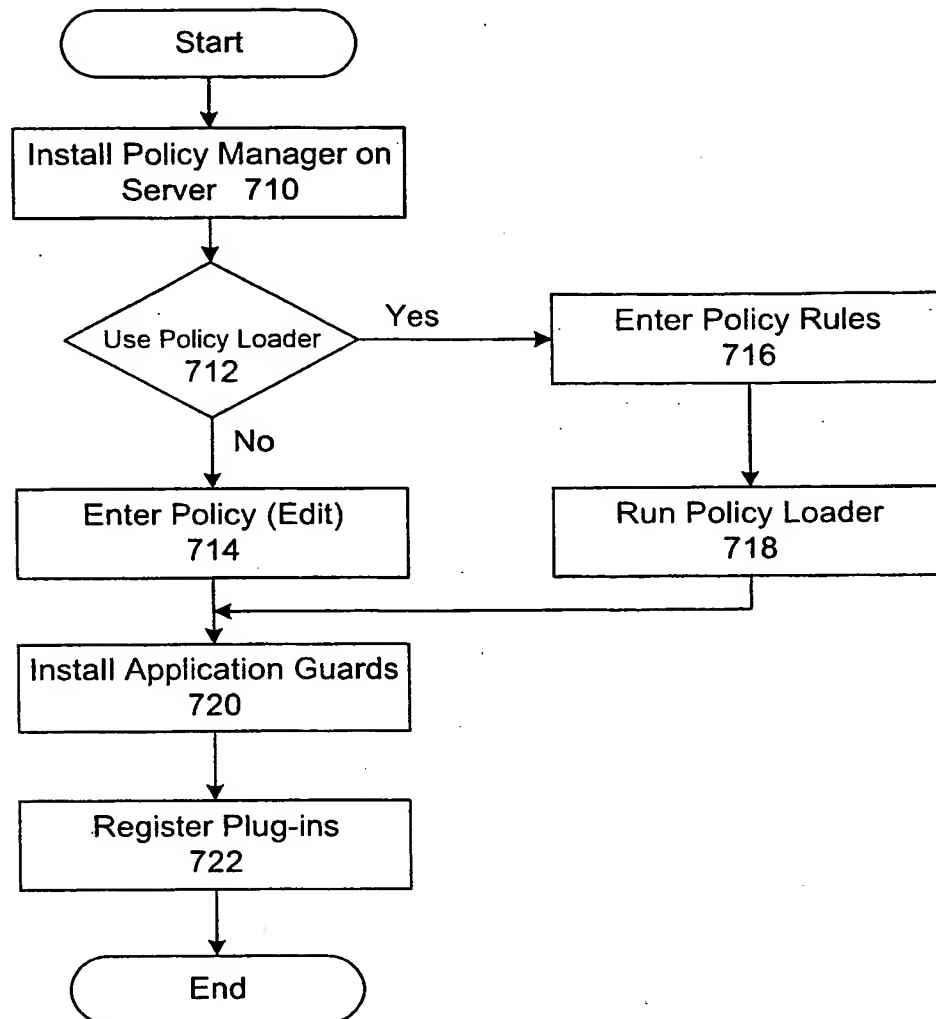 Start
Install Policy Manager on
Server 710
Use Policy Loader
712
Yes
No
Enter Policy Rules
716
Enter Policy (Edit)
714
Run Policy Loader
718
Install Application Guards
720
Register Plug-ins
722
End